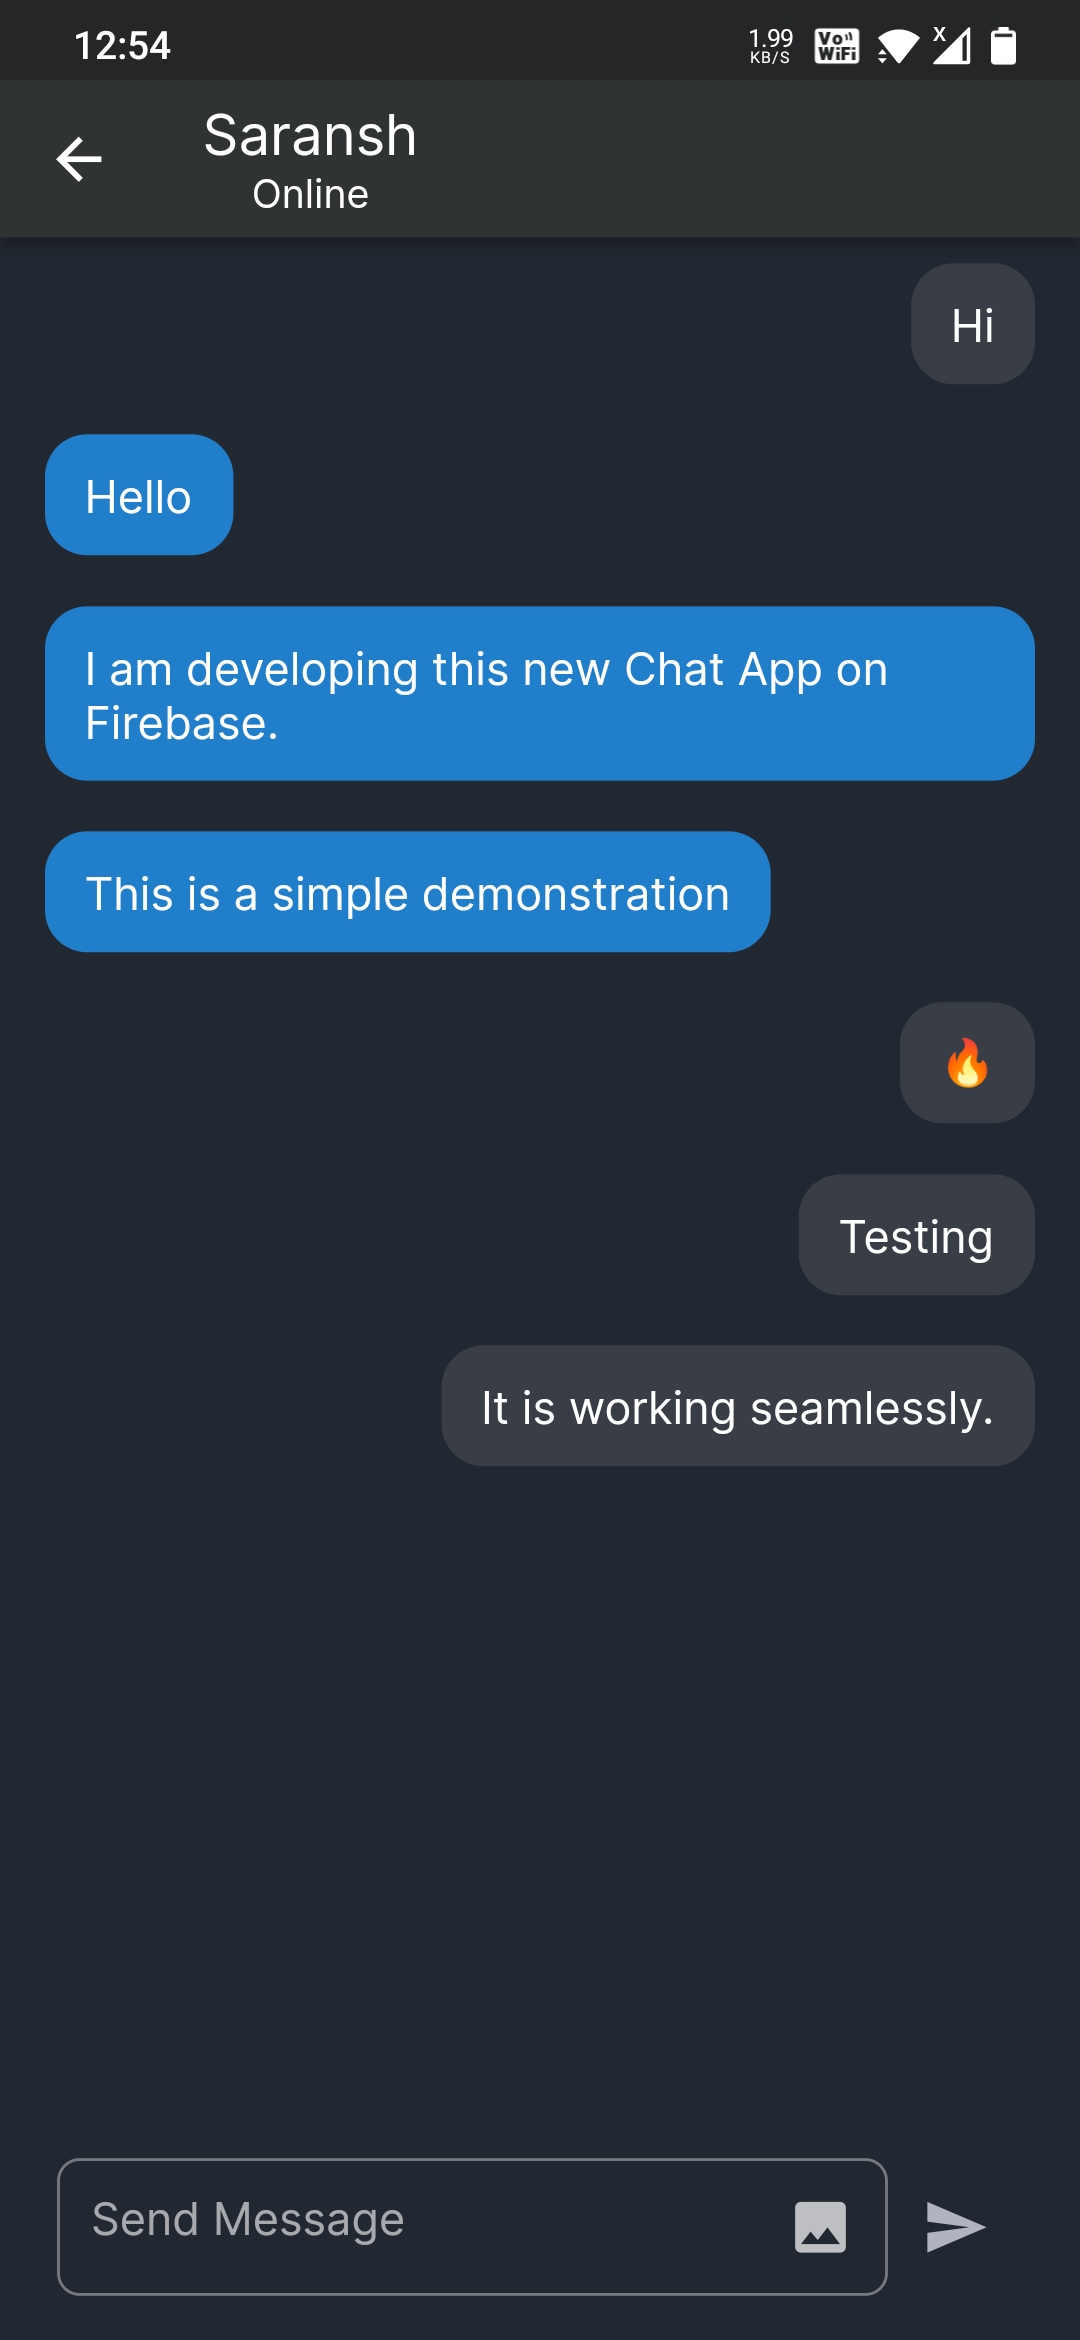 12:54
1.99
KB/S
Vo
WiFi
X
Saransh
Online
Hi
Hello
I am developing this new Chat App on
Firebase.
This is a simple demonstration
🔥
Testing
It is working seamlessly.
Send Message